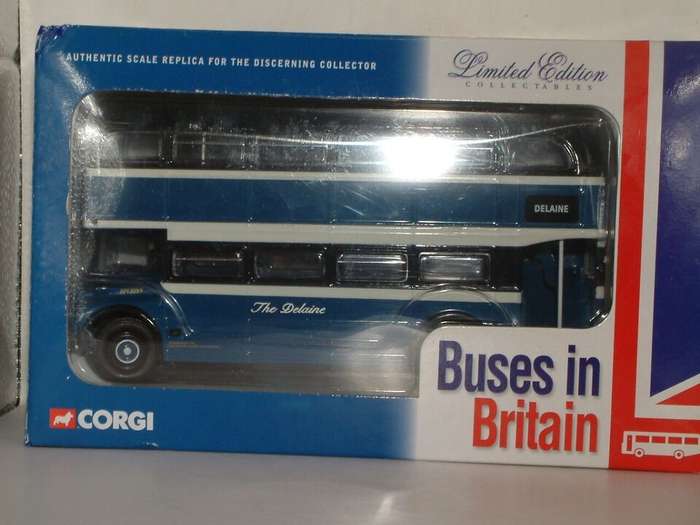 AUTHENTIC SCALE REPLICA FOR THE DISCERNING COLLECTOR
Limited Edition
COLLECTABLES
DELAINE
The Delaine
Buses in
Britain
CORGI